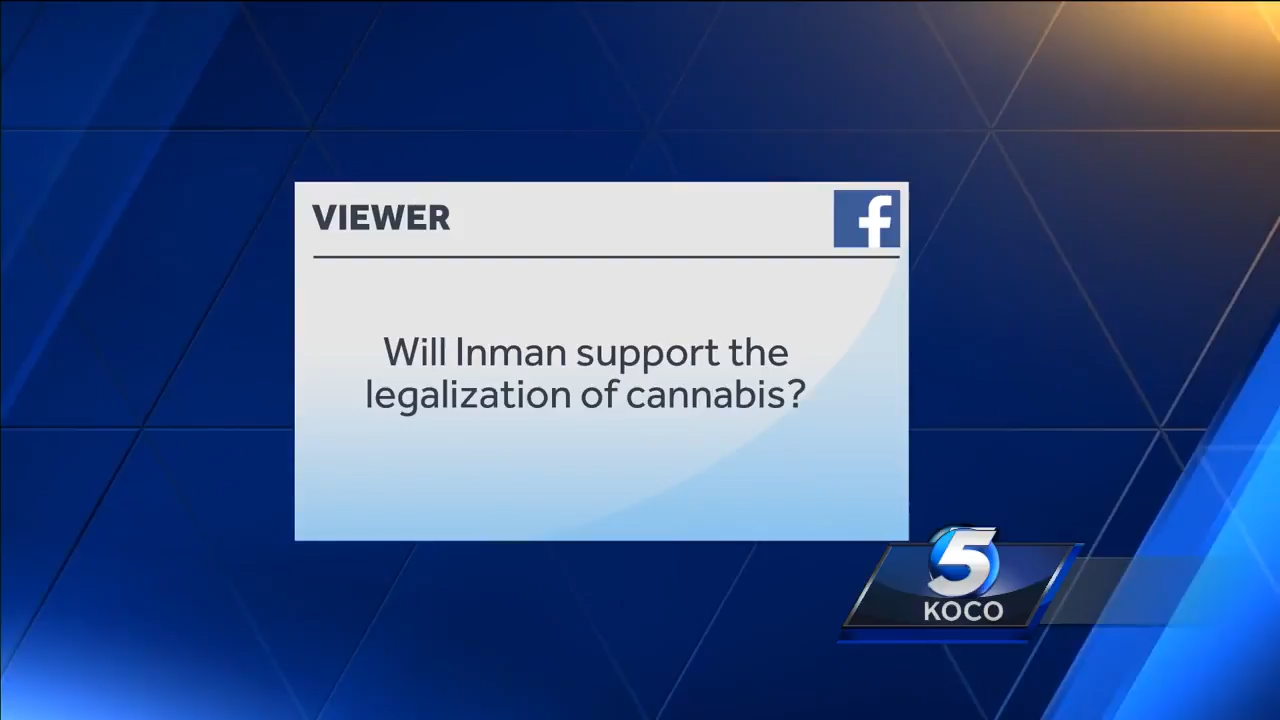 VIEWER
f
Will Inman support the
legalization of cannabis?
5
KOCO